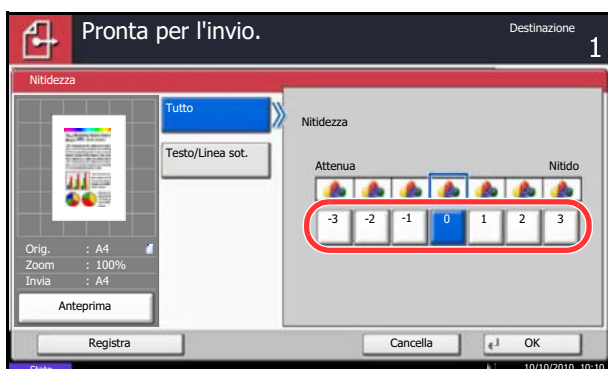 Pronta per l'invio.
Destinazione
1
Nitidezza
Tutto
Testo/Linea sot.
Nitidezza
Attenua
Nitido
-3 -2 -1 0 1 2 3
Orig. : A4
Zoom : 100%
Invia : A4
Anteprima
Registra
Cancella
OK
Stato
10/10/2010 10:10